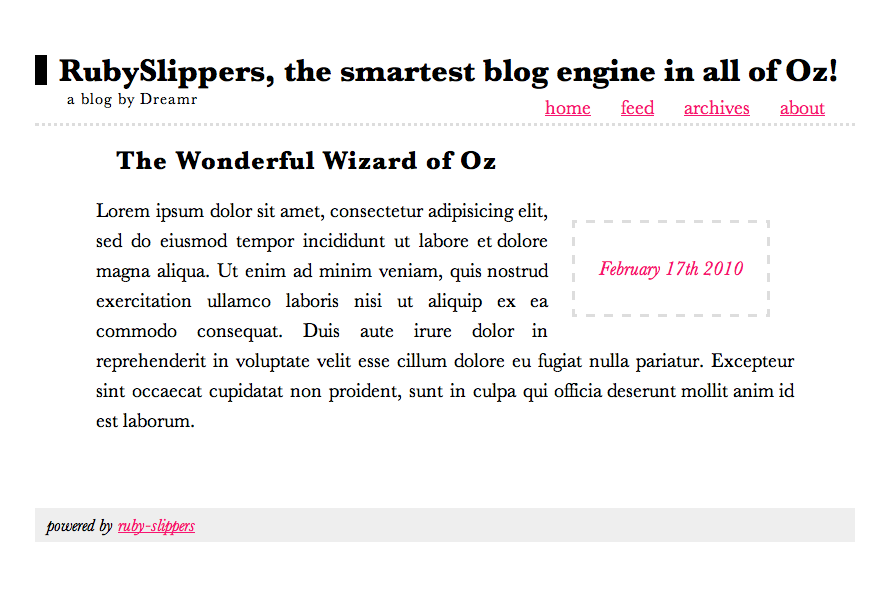 RubySlippers, the smartest blog engine in all of Oz!
a blog by Dreamr
home feed archives about
The Wonderful Wizard of Oz
Lorem ipsum dolor sit amet, consectetur adipisicing elit,
sed do eiusmod tempor incididunt ut labore et dolore
magna aliqua. Ut enim ad minim veniam, quis nostrud
exercitation ullamco laboris nisi ut aliquip ex ea
commodo consequat. Duis aute irure dolor in
reprehenderit in voluptate velit esse cillum dolore eu fugiat nulla pariatur. Excepteur
sint occaecat cupidatat non proident, sunt in culpa qui officia deserunt mollit anim id
est laborum.
February 17th 2010
powered by ruby-slippers